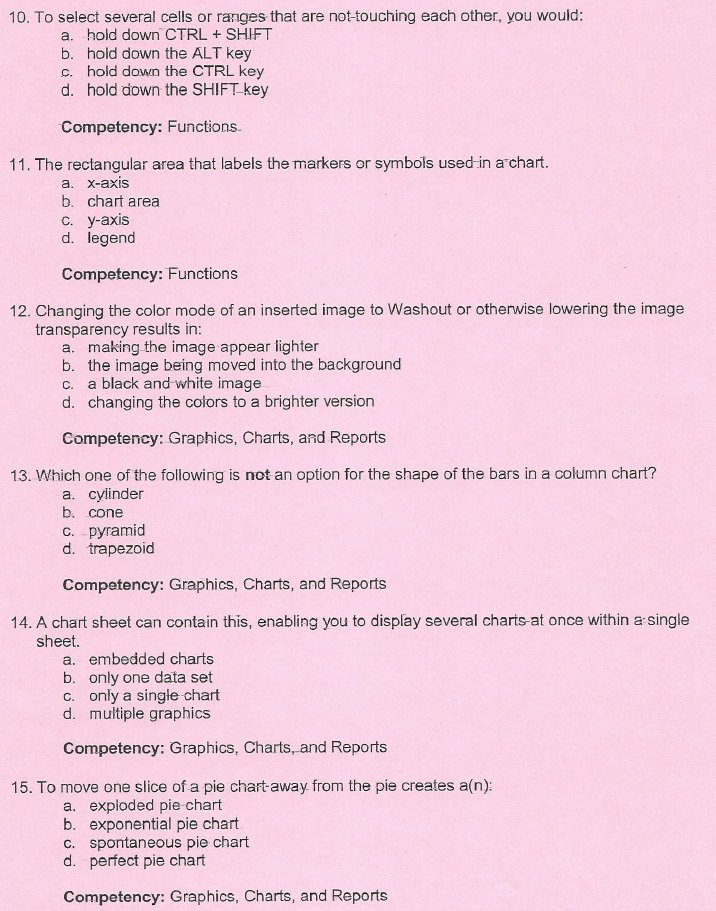 10. To select several cells or ranges that are not touching each other, you would:
a. hold down CTRL + SHIFT
b. hold down the ALT key
c. hold down the CTRL key
d. hold down the SHIFT key
Competency: Functions
11. The rectangular area that labels the markers or symbols used in a chart.
a. x-axis
b. chart area
c. y-axis
d. legend
Competency: Functions
12. Changing the color mode of an inserted image to Washout or otherwise lowering the image
transparency results in:
a. making the image appear lighter
b. the image being moved into the background
c. a black and white image
d. changing the colors to a brighter version
Competency: Graphics, Charts, and Reports
13. Which one of the following is not an option for the shape of the bars in a column chart?
a. cylinder
b. cone
c. pyramid
d. trapezoid
Competency: Graphics, Charts, and Reports
14. A chart sheet can contain this, enabling you to display several charts at once within a single
sheet.
a. embedded charts
b. only one data set
c. only a single chart
d. multiple graphics
Competency: Graphics, Charts, and Reports
15. To move one slice of a pie chart away from the pie creates a(n):
a. exploded pie chart
b. exponential pie chart
c. spontaneous pie chart
d. perfect pie chart
Competency: Graphics, Charts, and Reports